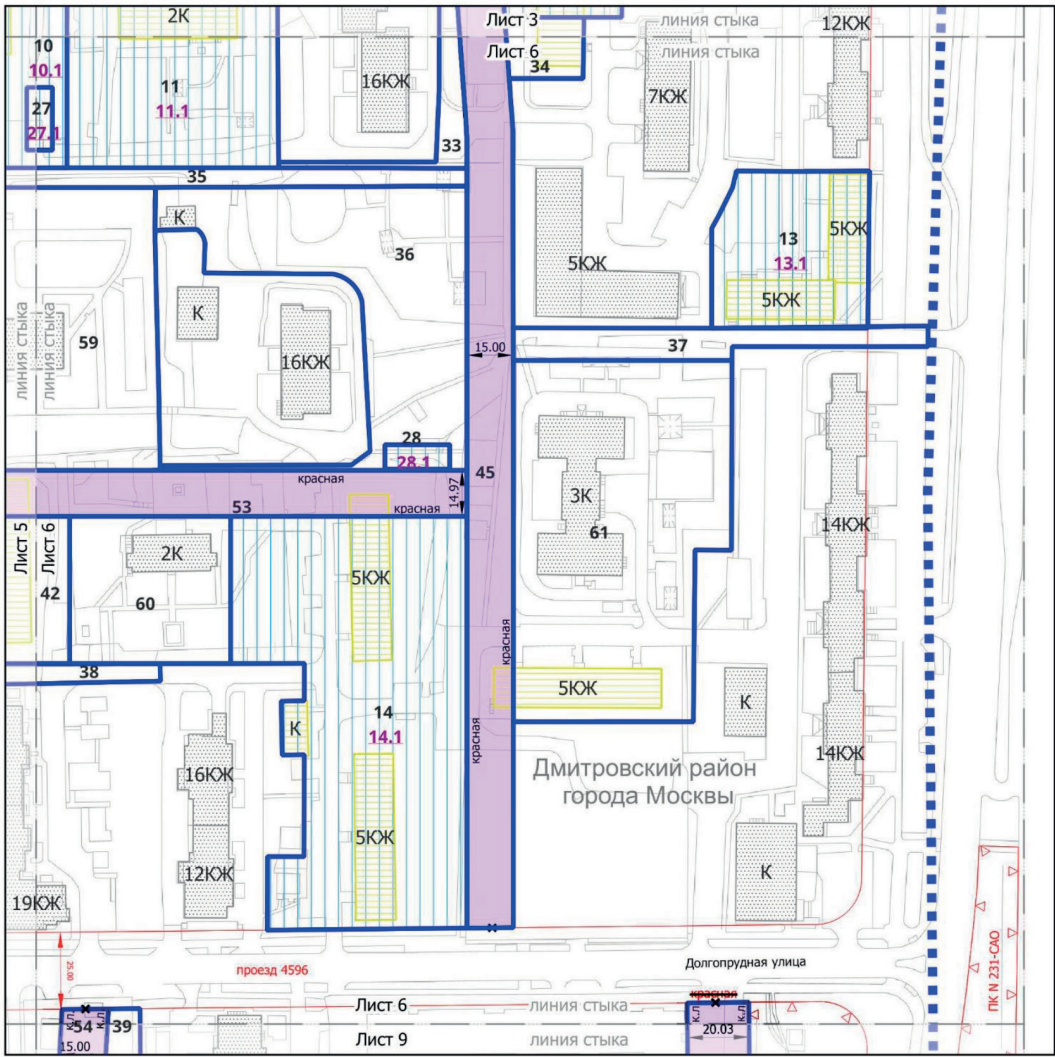 2К
Лист 3
линия стыка
12КЖ
10
10.1
11
11.1
16КЖ
Лист 6
линия стыка
34
7КЖ
27
27.1
33
35
К
36
5КЖ
13
13.1
5КЖ
5КЖ
линия стыка
линия стыка
59
К
16КЖ
15.00
37
28
28.1
45
красная
14.97
53
красная
3К
61
14КЖ
Лист 5
Лист 6
42
2К
60
5КЖ
38
красная
5КЖ
К
К
14
14.1
красная
16КЖ
14КЖ
Дмитровский район
города Москвы
5КЖ
12КЖ
К
19КЖ
25.00
проезд 4596
Долгопрудная улица
ПК N 231-САО
красная
Лист 6
линия стыка
к.л.
54
к.л.
39
15.00
к.л.
к.л.
20.03
Лист 9
линия стыка